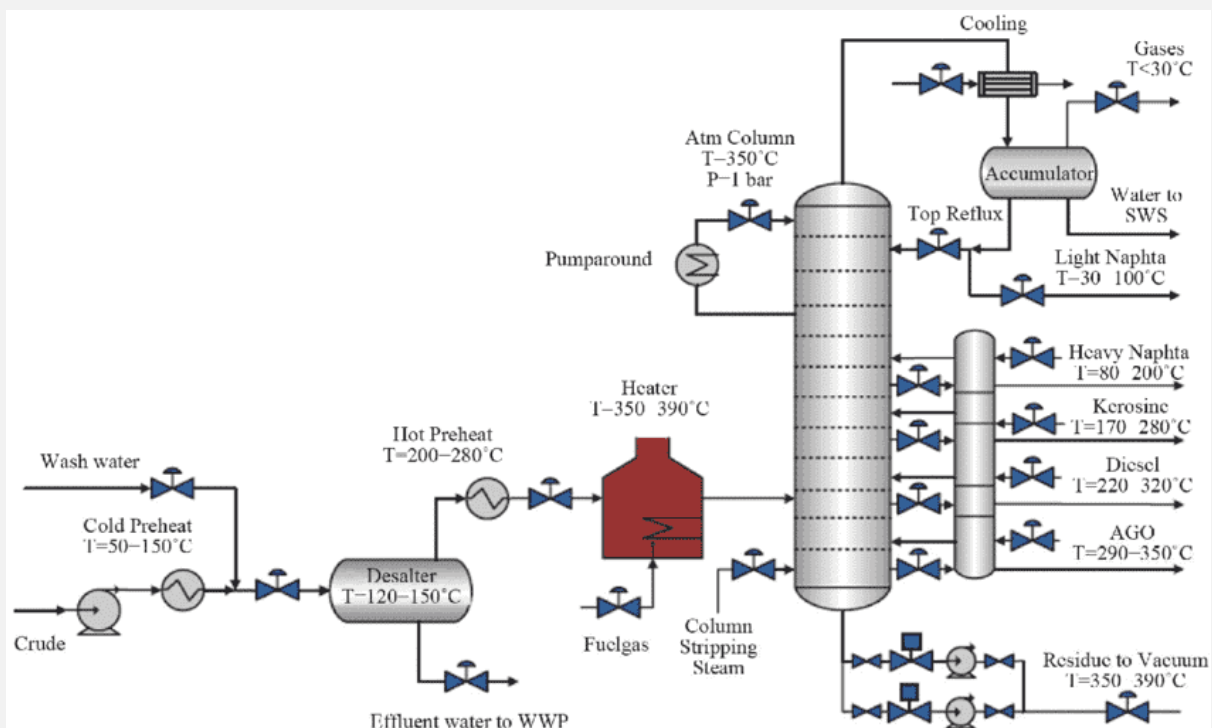 Cooling
Gases
T<30°C
Atm Column
T–350°C
P–1 bar
Accumulator
Water to
SWS
Top Reflux
Pumparound
Light Naphta
T–30 100°C
Heavy Naphta
T=80 200°C
Heater
T–350 390°C
Kerosine
T=170 280°C
Hot Preheat
T=200–280°C
Wash water
Diesel
T=220 320°C
Cold Preheat
T=50–150°C
AGO
T=290–350°C
Desalter
T–120–150°C
Crude
Fuelgas
Column
Stripping
Steam
Residue to Vacuum
T=350 390°C
Effluent water to WWP